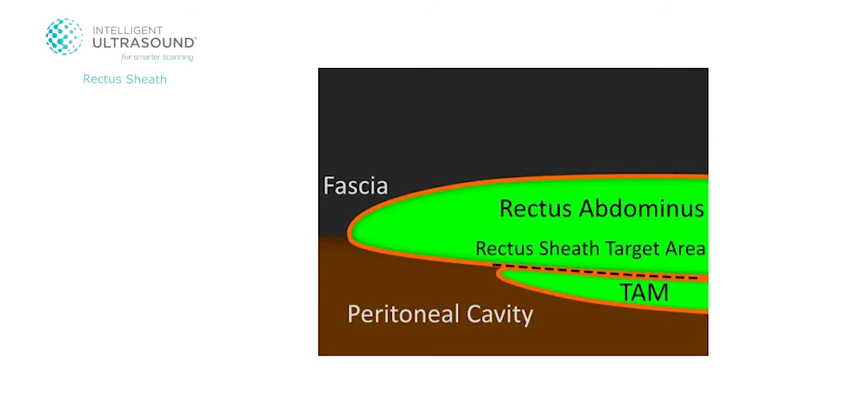 INTELLIGENT
ULTRASOUND®
for smarter scanning
Rectus Sheath
Fascia
Rectus Abdominus
Rectus Sheath Target Area
TAM
Peritoneal Cavity